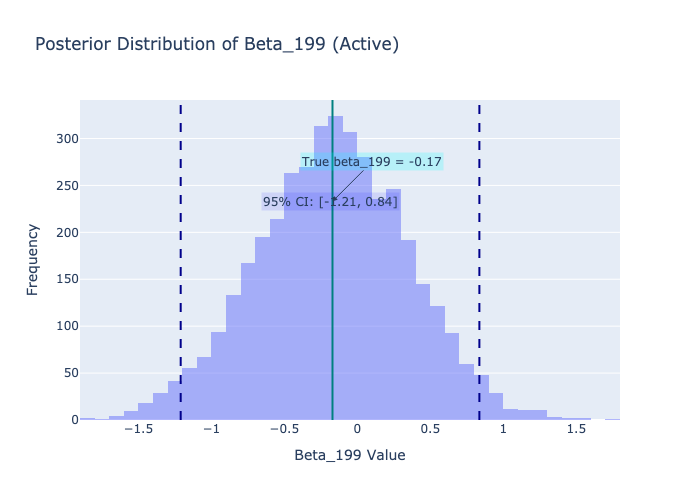 Posterior Distribution of Beta_199 (Active)
300
250
200
150
100
50
0
Frequency
True beta_199 = -0.17
95% CI: [-1.21, 0.84]
−1.5
−1
−0.5
0
0.5
1
1.5
Beta_199 Value